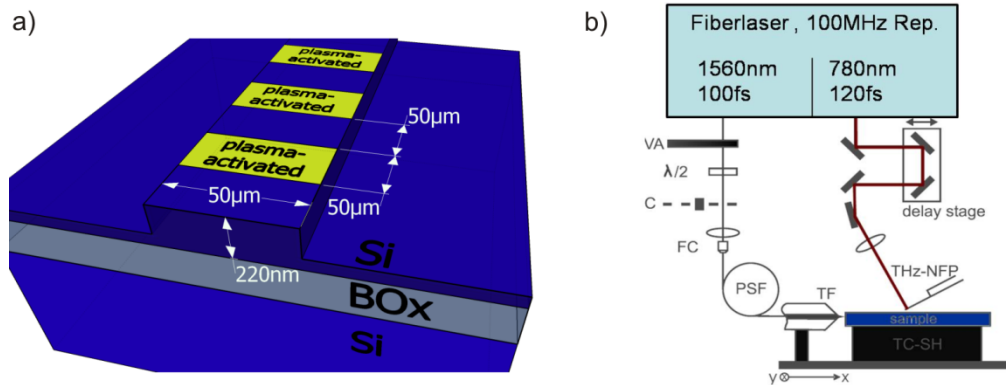 a)
plasma-
activated
plasma-
activated
50µm
plasma-
activated
50µm
50µm
220nm
Si
BOx
Si
b)
Fiberlaser , 100MHz Rep.
1560nm
100fs
780nm
120fs
VA
λ/2
C
FC
PSF
TF
delay stage
THz-NFP
sample
TC-SH
y
x